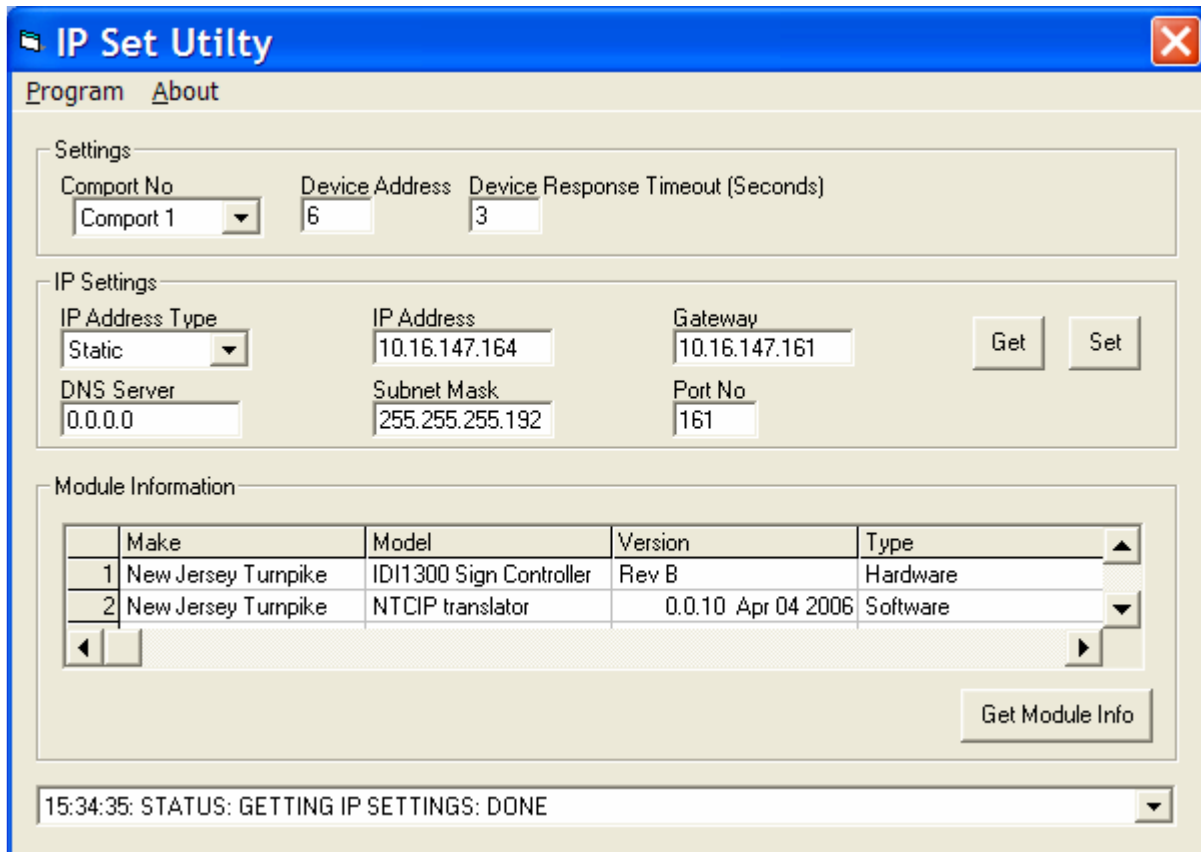 IP Set Utilty
Program About
Settings
Comport No Device Address Device Response Timeout (Seconds)
Comport 1 6 3
IP Settings
IP Address Type IP Address Gateway
Static 10.16.147.164 10.16.147.161 Get Set
DNS Server Subnet Mask Port No
0.0.0.0 255.255.255.192 161
Module Information
Make Model Version Type
1 New Jersey Turnpike IDI1300 Sign Controller Rev B Hardware
2 New Jersey Turnpike NTCIP translator 0.0.10 Apr 04 2006 Software
Get Module Info
15:34:35: STATUS: GETTING IP SETTINGS: DONE